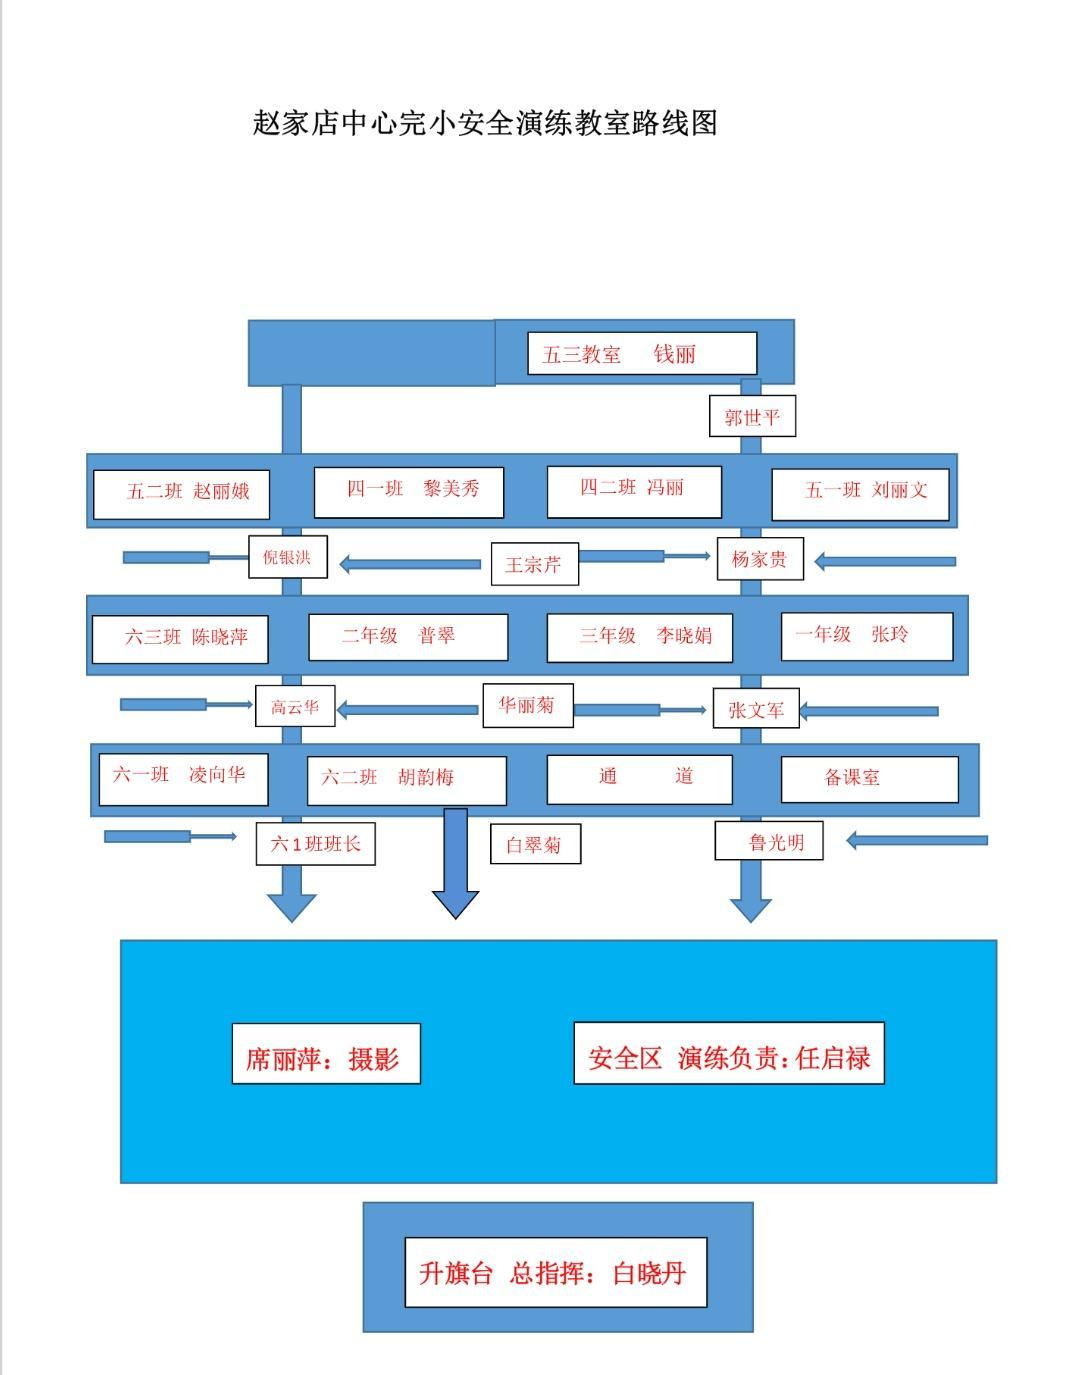 赵家店中心完小安全演练教室路线图
五三教室 钱丽
郭世平
五二班 赵丽娥 四一班 黎美秀 四二班 冯丽 五一班 刘丽文
倪银洪 王宗芹 杨家贵
六三班 陈晓萍 二年级 普翠 三年级 李晓娟 一年级 张玲
高云华 华丽菊 张文军
六一班 凌向华 六二班 胡韵梅 通 道 备课室
六1班班长 白翠菊 鲁光明
席丽萍：摄影 安全区 演练负责：任启禄
升旗台 总指挥：白晓丹